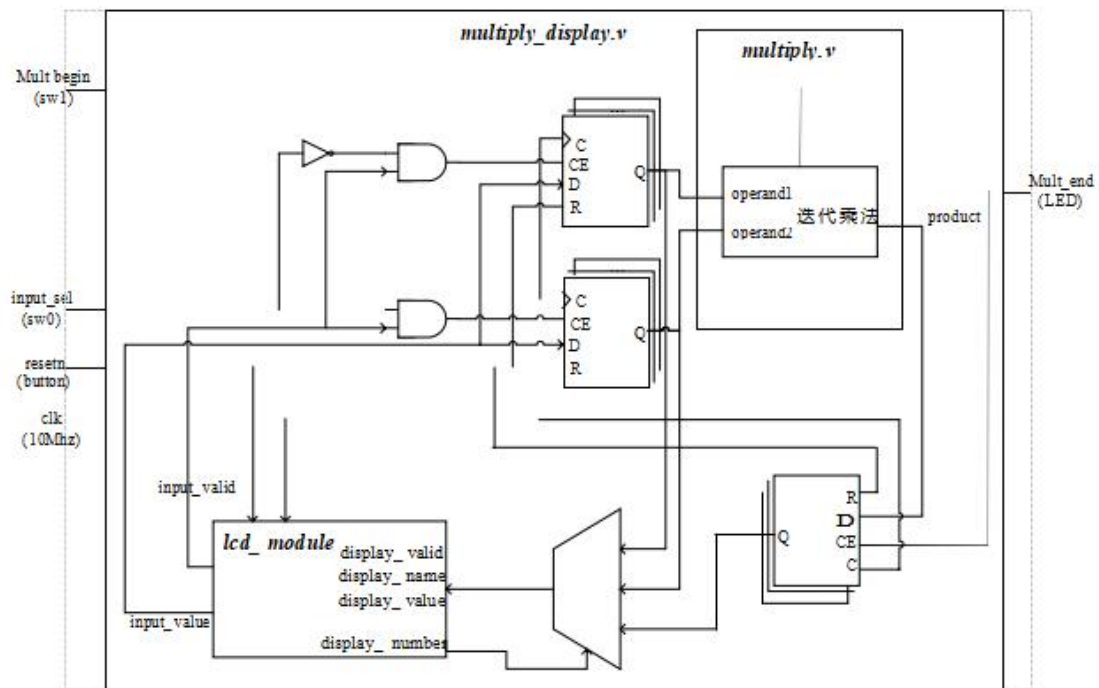 multiply_display.v
multiply.v
Mult begin
(sw1)
C
CE
D
R
Q
operand1
operand2
迭代乘法
product
Mult_end
(LED)
input_sel
(sw0)
C
CE
D
R
Q
resetn
(button)
clk
(10Mhz)
input_valid
lcd_ module
display_ valid
display_ name
display_ value
display_ number
input_value
Q
R
D
CE
C